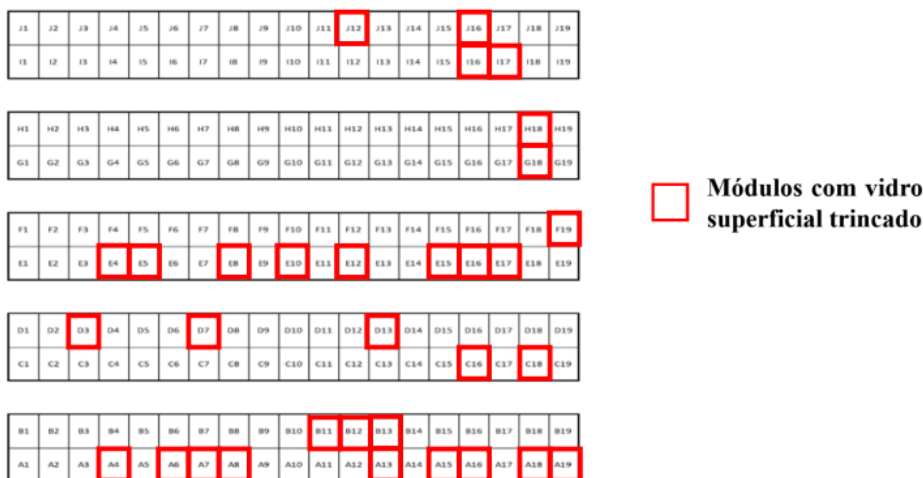 J1 J2 J3 J4 J5 J6 J7 J8 J9 J10 J11 J12 J13 J14 J15 J16 J17 J18 J19
I1 I2 I3 I4 I5 I6 I7 I8 I9 I10 I11 I12 I13 I14 I15 I16 I17 I18 I19
H1 H2 H3 H4 H5 H6 H7 H8 H9 H10 H11 H12 H13 H14 H15 H16 H17 H18 H19
G1 G2 G3 G4 G5 G6 G7 G8 G9 G10 G11 G12 G13 G14 G15 G16 G17 G18 G19
Módulos com vidro
superficial trincado
F1 F2 F3 F4 F5 F6 F7 F8 F9 F10 F11 F12 F13 F14 F15 F16 F17 F18 F19
E1 E2 E3 E4 E5 E6 E7 E8 E9 E10 E11 E12 E13 E14 E15 E16 E17 E18 E19
D1 D2 D3 D4 D5 D6 D7 D8 D9 D10 D11 D12 D13 D14 D15 D16 D17 D18 D19
C1 C2 C3 C4 C5 C6 C7 C8 C9 C10 C11 C12 C13 C14 C15 C16 C17 C18 C19
B1 B2 B3 B4 B5 B6 B7 B8 B9 B10 B11 B12 B13 B14 B15 B16 B17 B18 B19
A1 A2 A3 A4 A5 A6 A7 A8 A9 A10 A11 A12 A13 A14 A15 A16 A17 A18 A19